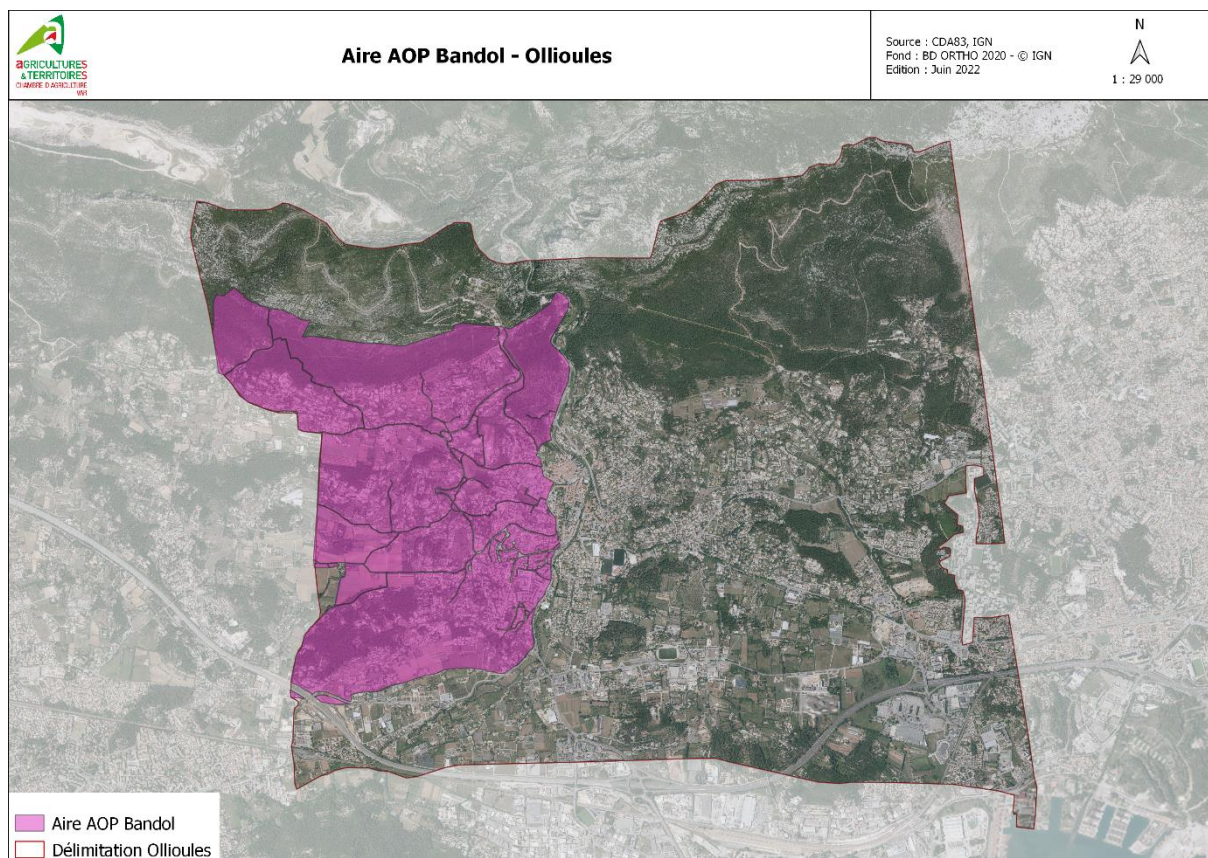 aGRICULTURES
& TERRITOIRES
CHAMBRE D'AGRICULTURE
VAR
Aire AOP Bandol - Ollioules
Source : CDA83, IGN
Fond : BD ORTHO 2020 - © IGN
Edition : Juin 2022
N
1 : 29 000
Aire AOP Bandol
Délimitation Ollioules